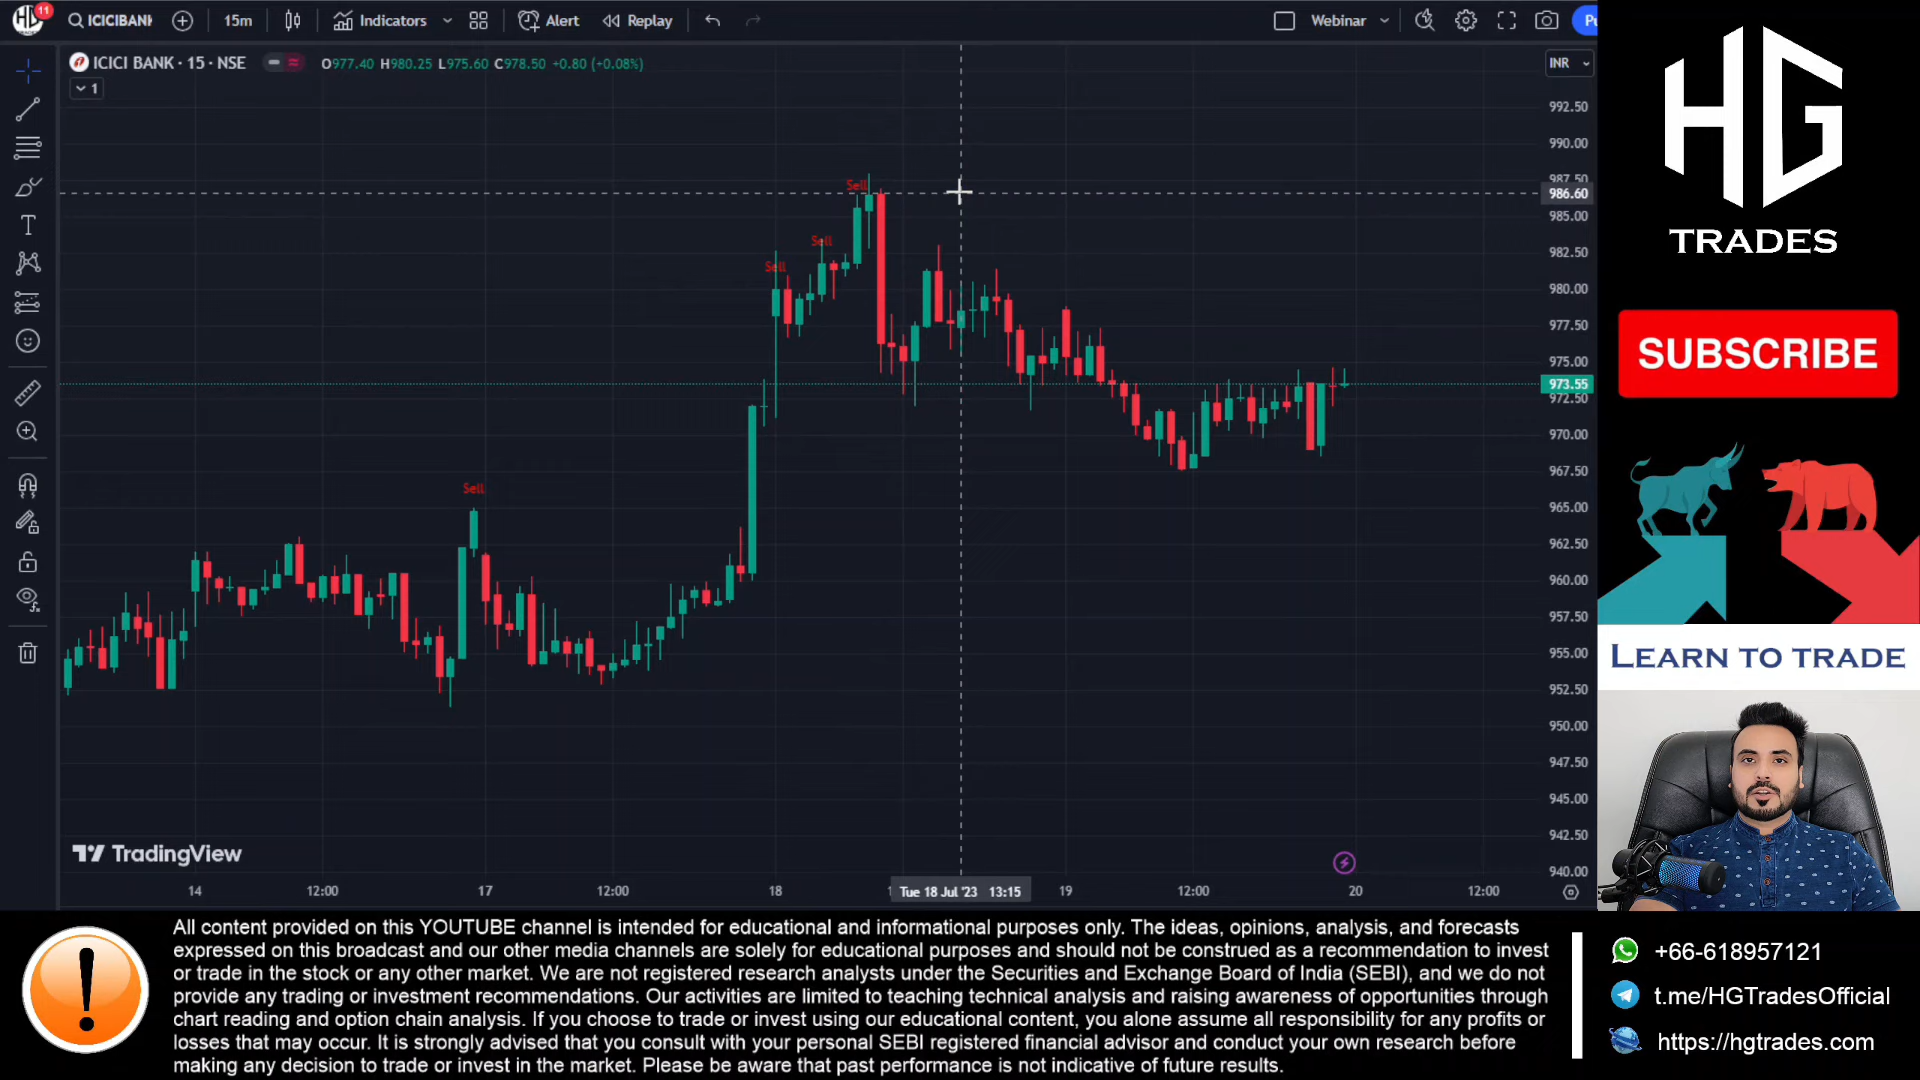 11
ICICIBANK
15m
Indicators
Alert
Replay
Webinar
ICICI BANK · 15 · NSE
O977.40 H980.25 L975.60 C978.50 +0.80 (+0.08%)
1
INR
992.50
990.00
987.50
986.60
985.00
982.50
980.00
977.50
975.00
973.55
972.50
970.00
967.50
965.00
962.50
960.00
957.50
955.00
952.50
950.00
947.50
945.00
942.50
940.00
Sell
Sell
Sell
Sell
TradingView
14
12:00
17
12:00
18
Tue 18 Jul '23 13:15
19
12:00
20
12:00
HG
TRADES
SUBSCRIBE
LEARN TO TRADE
All content provided on this YOUTUBE channel is intended for educational and informational purposes only. The ideas, opinions, analysis, and forecasts
expressed on this broadcast and our other media channels are solely for educational purposes and should not be construed as a recommendation to invest
or trade in the stock or any other market. We are not registered research analysts under the Securities and Exchange Board of India (SEBI), and we do not
provide any trading or investment recommendations. Our activities are limited to teaching technical analysis and raising awareness of opportunities through
chart reading and option chain analysis. If you choose to trade or invest using our educational content, you alone assume all responsibility for any profits or
losses that may occur. It is strongly advised that you consult with your personal SEBI registered financial advisor and conduct your own research before
making any decision to trade or invest in the market. Please be aware that past performance is not indicative of future results.
+66-618957121
t.me/HGTradesOfficial
https://hgtrades.com